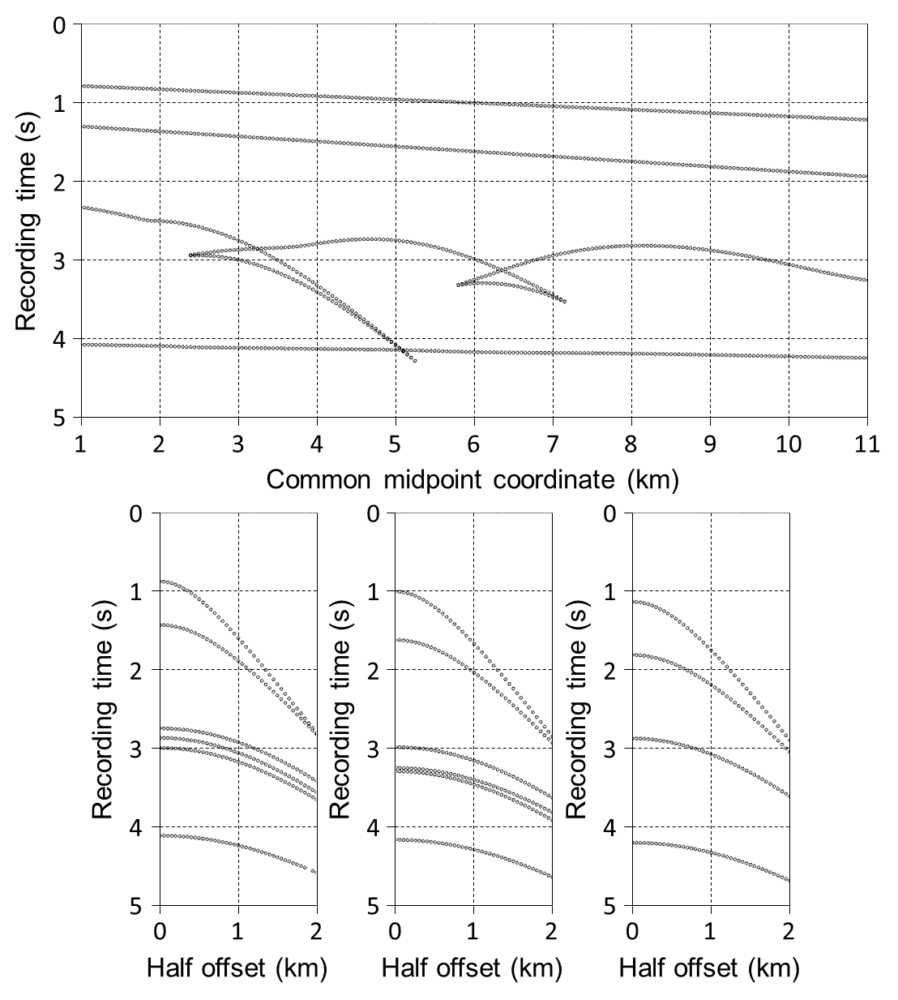 0
1
2
3
4
5
Recording time (s)
1 2 3 4 5 6 7 8 9 10 11
Common midpoint coordinate (km)
0 0 0
1 1 1
2 2 2
3 3 3
4 4 4
5 5 5
Recording time (s) Recording time (s) Recording time (s)
0 1 2 0 1 2 0 1 2
Half offset (km) Half offset (km) Half offset (km)